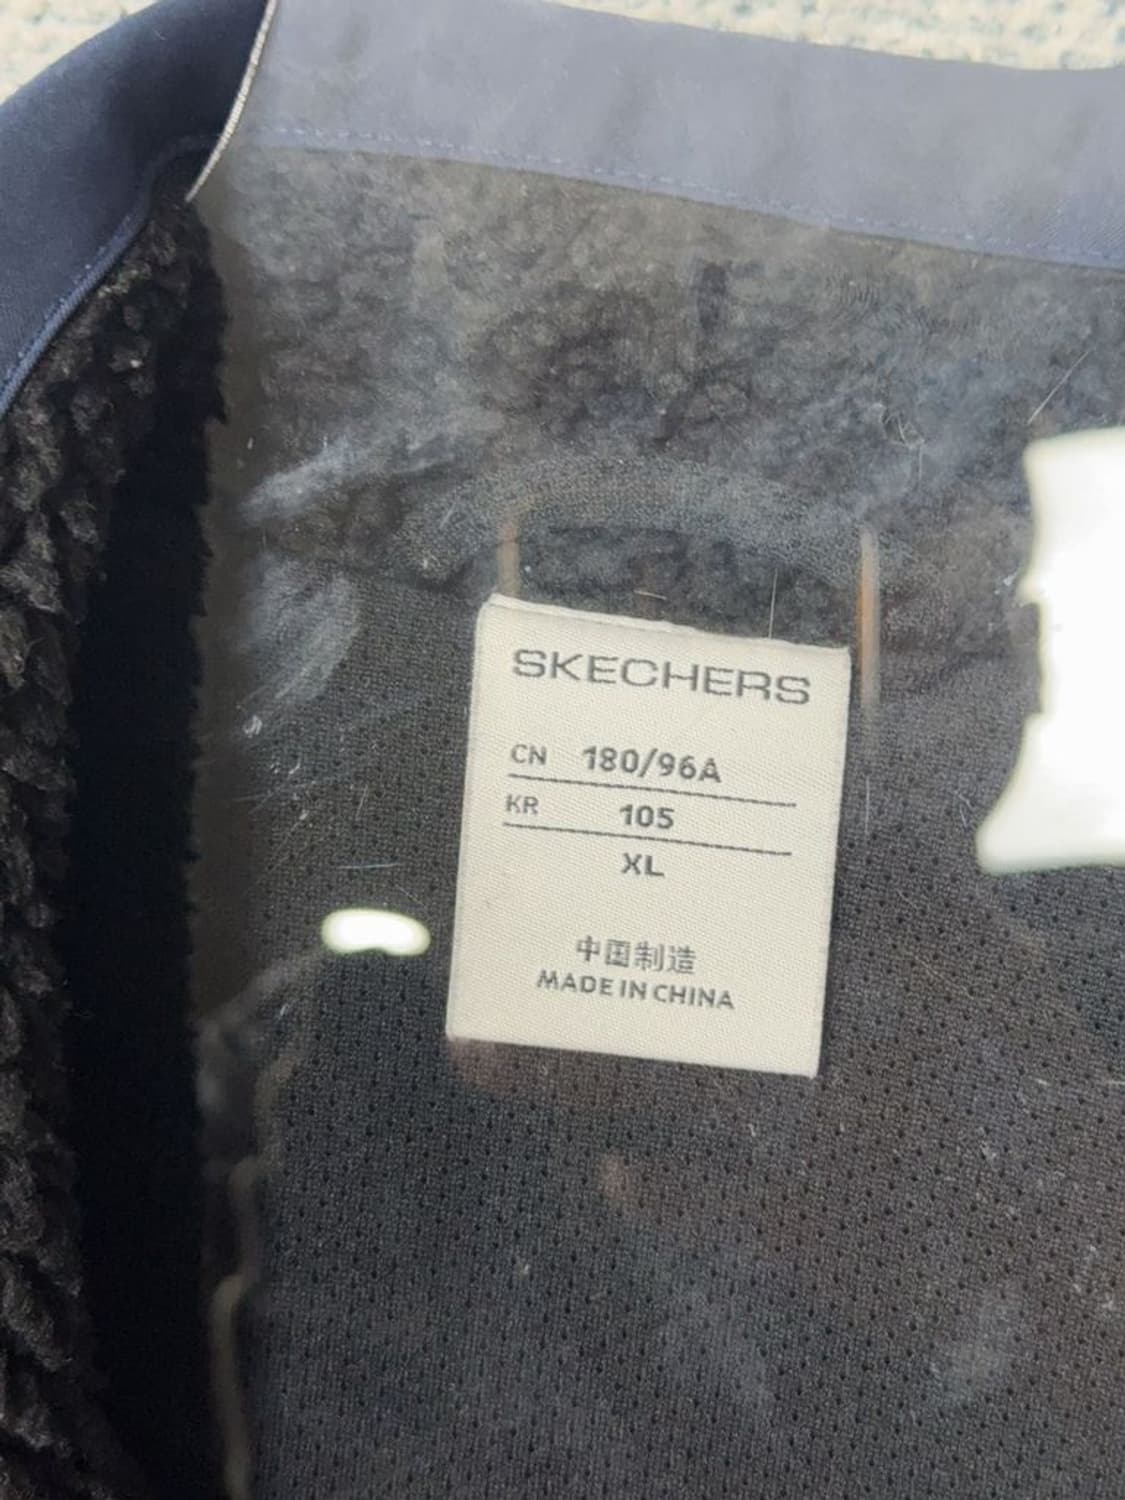 SKECHERS
CN 180/96A
KR 105
XL
中国制造
MADE IN CHINA